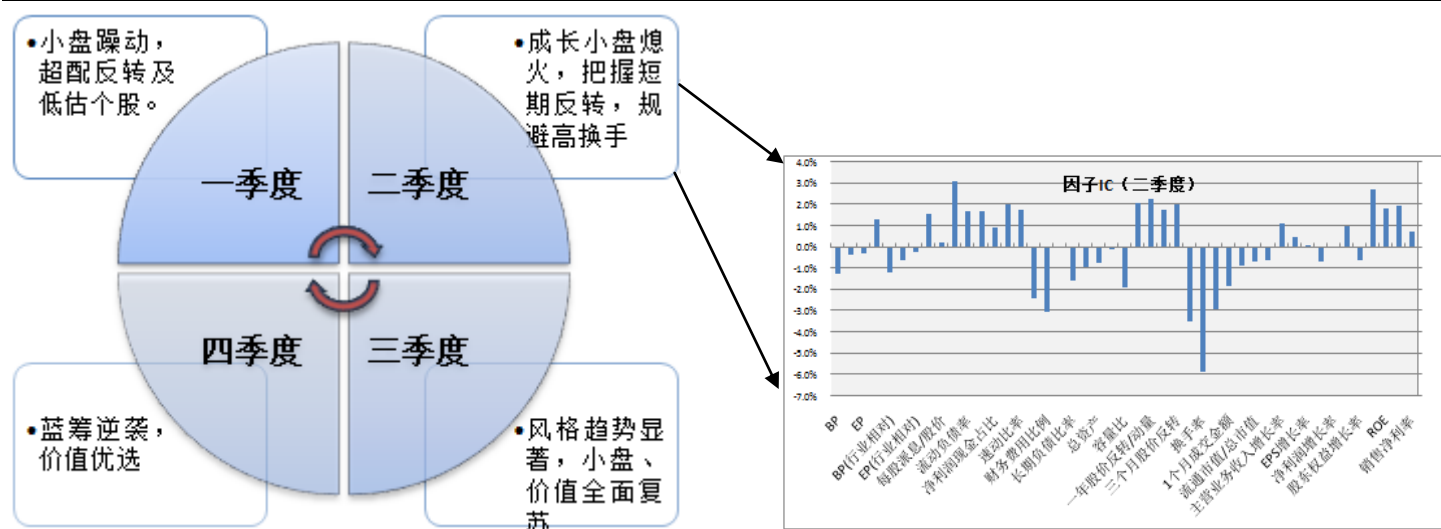 •小盘躁动，
超配反转及
低估个股。
•成长小盘熄
火，把握短
期反转，规
避高换手
一季度
二季度
四季度
三季度
•蓝筹逆袭，
价值优选
•风格趋势显
著，小盘、
价值全面复
苏
因子IC（二季度）
4.0%
3.0%
2.0%
1.0%
0.0%
-1.0%
-2.0%
-3.0%
-4.0%
-5.0%
-6.0%
-7.0%
BP
EP
BP(行业相对)
EP(行业相对)
每股派息/股价
流动负债率
净利润现金占比
速动比率
财务费用比例
长期负债比率
总资产
容量比
一年股价反转/动量
三个月股价反转
换手率
1个月成交金额
流通市值/总市值
主营业务收入增长率
EPS增长率
净利润增长率
股东权益增长率
ROE
销售净利率